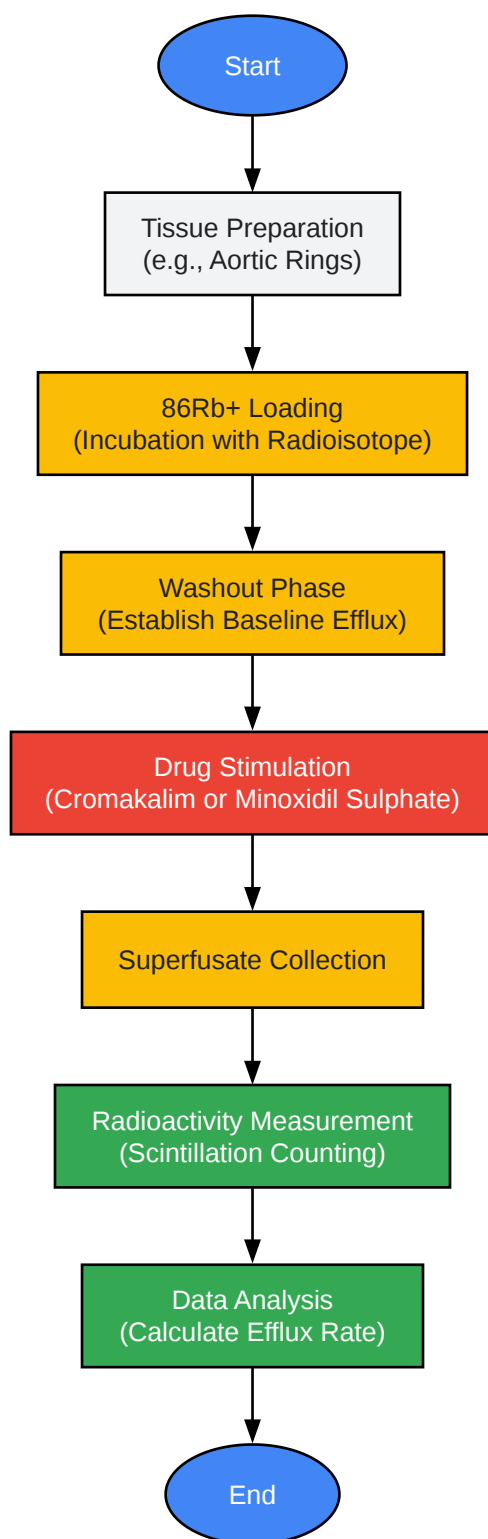 Start
Tissue Preparation
(e.g., Aortic Rings)
86Rb+ Loading
(Incubation with Radioisotope)
Washout Phase
(Establish Baseline Efflux)
Drug Stimulation
(Cromakalim or Minoxidil Sulphate)
Superfusate Collection
Radioactivity Measurement
(Scintillation Counting)
Data Analysis
(Calculate Efflux Rate)
End